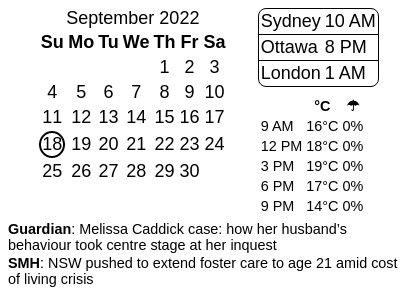 September 2022
Su Mo Tu We Th Fr Sa
1 2 3
4 5 6 7 8 9 10
11 12 13 14 15 16 17
18 19 20 21 22 23 24
25 26 27 28 29 30
Sydney 10 AM
Ottawa 8 PM
London 1 AM
°C ☂
9 AM 16°C 0%
12 PM 18°C 0%
3 PM 19°C 0%
6 PM 17°C 0%
9 PM 14°C 0%
Guardian: Melissa Caddick case: how her husband’s
behaviour took centre stage at her inquest
SMH: NSW pushed to extend foster care to age 21 amid cost
of living crisis